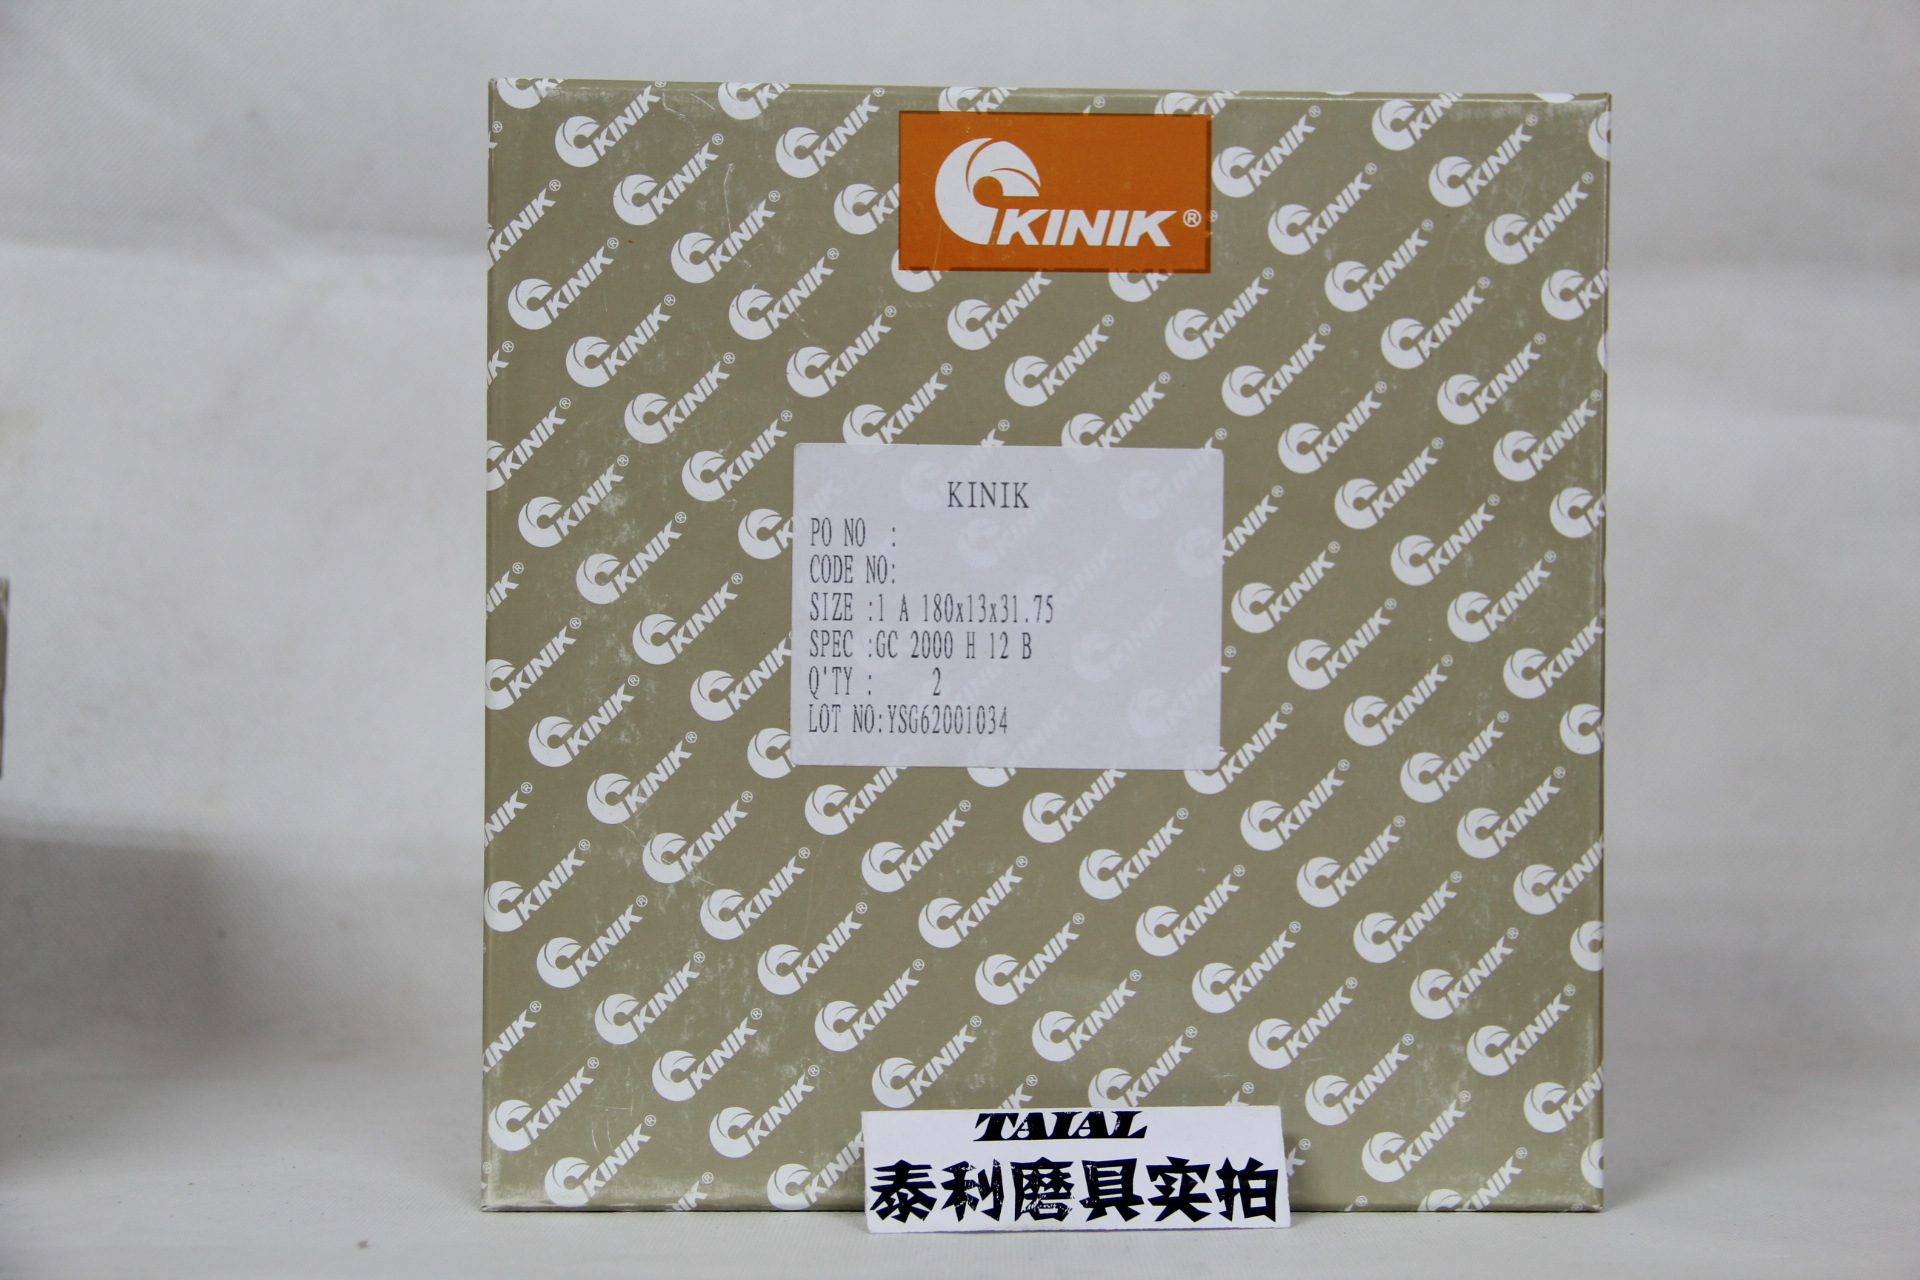 KINIK®
KINIK
PO NO :
CODE NO:
SIZE :1 A 180x13x31.75
SPEC :GC 2000 H 12 B
Q'TY : 2
LOT NO:YSG62001034
TAIAL
泰利磨具实拍